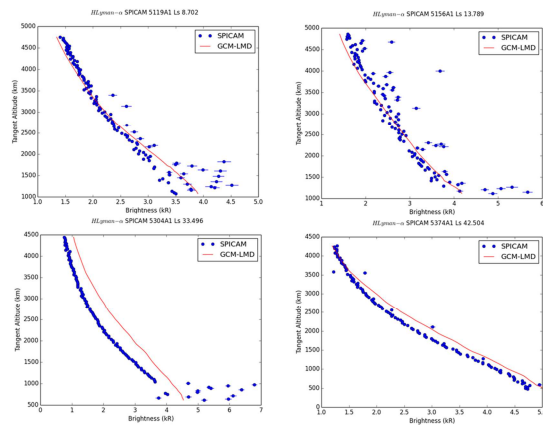 HLyman-α SPICAM 5119A1 Ls 8.702
5000
4500
4000
3500
3000
2500
2000
1500
1000
Tangent Altitude (km)
SPICAM
GCM-LMD
1.0 1.5 2.0 2.5 3.0 3.5 4.0 4.5 5.0
Brightness (kR)
HLyman-α SPICAM 5156A1 Ls 13.789
5000
4500
4000
3500
3000
2500
2000
1500
1000
Tangent Altitude (km)
SPICAM
GCM-LMD
1 2 3 4 5 6
Brightness (kR)
HLyman-α SPICAM 5304A1 Ls 33.496
4500
4000
3500
3000
2500
2000
1500
1000
500
Tangent Altitude (km)
SPICAM
GCM-LMD
0 1 2 3 4 5 6 7
Brightness (kR)
HLyman-α SPICAM 5374A1 Ls 42.504
5000
4500
4000
3500
3000
2500
2000
1500
1000
500
0
Tangent Altitude (km)
SPICAM
GCM-LMD
1.0 1.5 2.0 2.5 3.0 3.5 4.0 4.5 5.0
Brightness (kR)